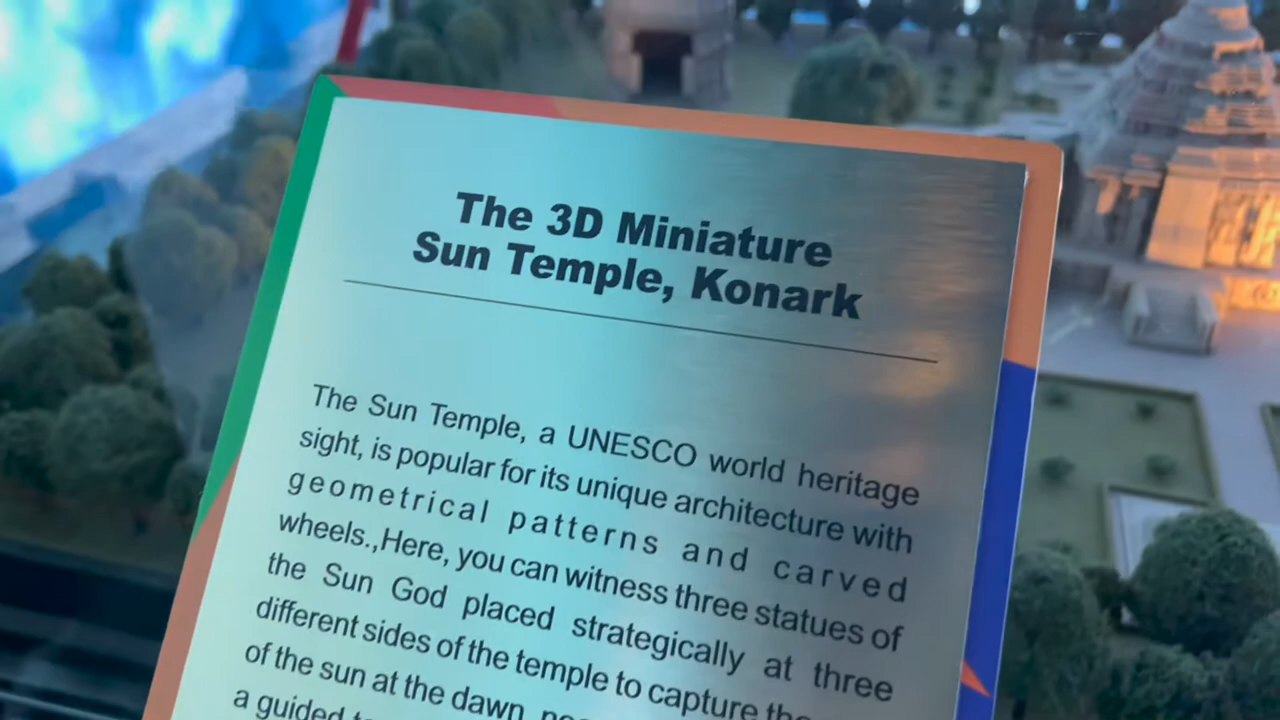 The 3D Miniature
Sun Temple, Konark
The Sun Temple, a UNESCO world heritage
sight, is popular for its unique architecture with
geometrical patterns and carved
wheels.,Here, you can witness three statues of
the Sun God placed strategically at three
different sides of the temple to capture the
of the sun at the dawn,
a guided